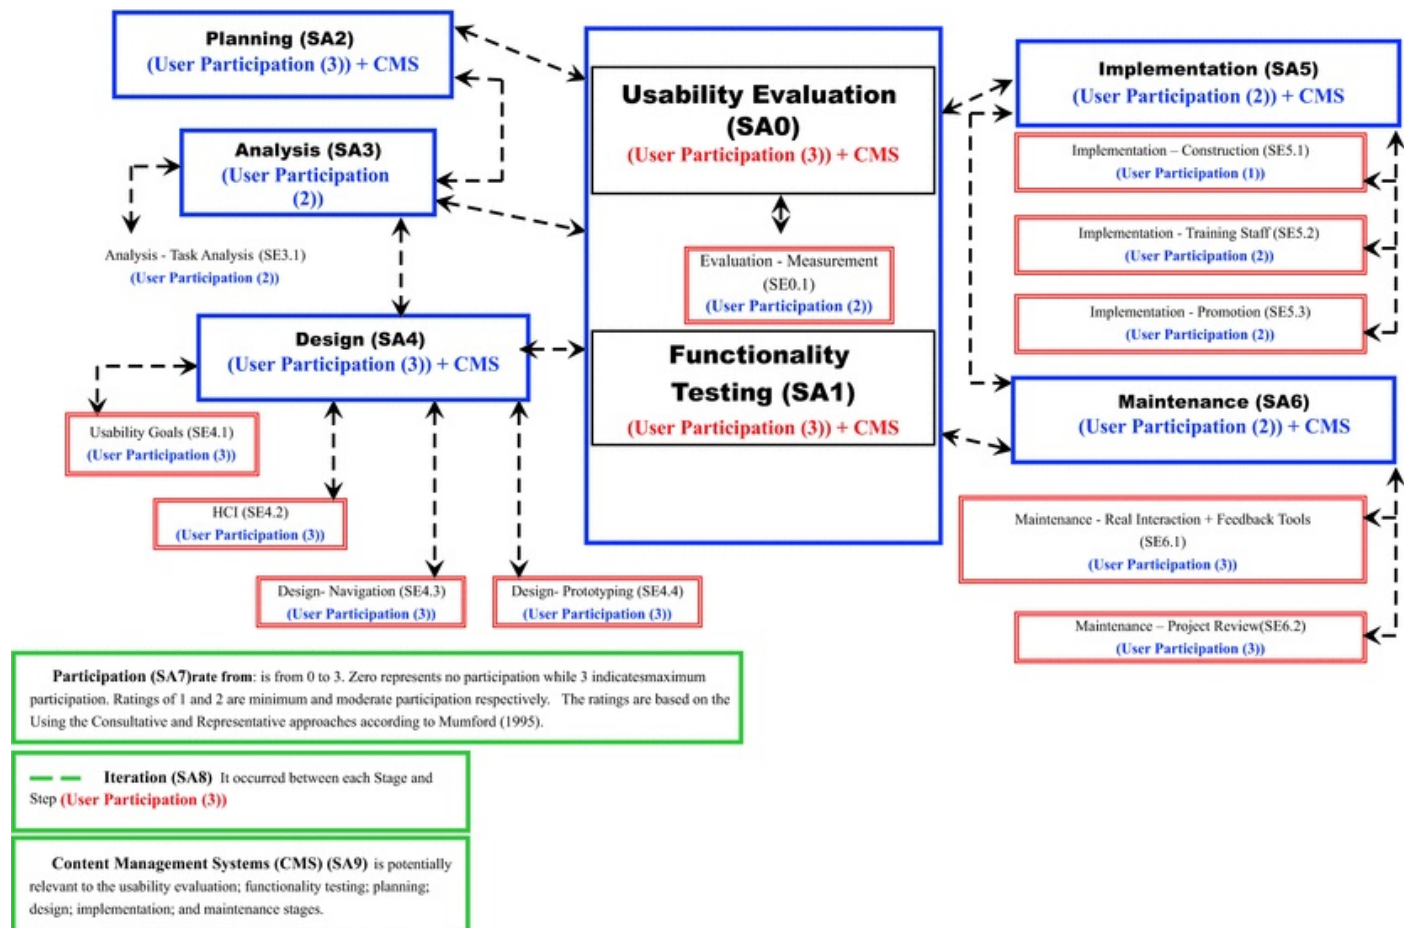 Planning (SA2)
(User Participation (3)) + CMS
Analysis (SA3)
(User Participation
(2))
Analysis - Task Analysis (SE3.1)
(User Participation (2))
Design (SA4)
(User Participation (3)) + CMS
Usability Goals (SE4.1)
(User Participation (3))
HCI (SE4.2)
(User Participation (3))
Design- Navigation (SE4.3)
(User Participation (3))
Design- Prototyping (SE4.4)
(User Participation (3))
Usability Evaluation
(SA0)
(User Participation (3)) + CMS
Evaluation - Measurement
(SE0.1)
(User Participation (2))
Functionality
Testing (SA1)
(User Participation (3)) + CMS
Implementation (SA5)
(User Participation (2)) + CMS
Implementation – Construction (SE5.1)
(User Participation (1))
Implementation - Training Staff (SE5.2)
(User Participation (2))
Implementation - Promotion (SE5.3)
(User Participation (2))
Maintenance (SA6)
(User Participation (2)) + CMS
Maintenance - Real Interaction + Feedback Tools
(SE6.1)
(User Participation (3))
Maintenance – Project Review(SE6.2)
(User Participation (3))
Participation (SA7)rate from: is from 0 to 3. Zero represents no participation while 3 indicatesmaximum
participation. Ratings of 1 and 2 are minimum and moderate participation respectively. The ratings are based on the
Using the Consultative and Representative approaches according to Mumford (1995).
Iteration (SA8) It occurred between each Stage and
Step (User Participation (3))
Content Management Systems (CMS) (SA9) is potentially
relevant to the usability evaluation; functionality testing; planning;
design; implementation; and maintenance stages.